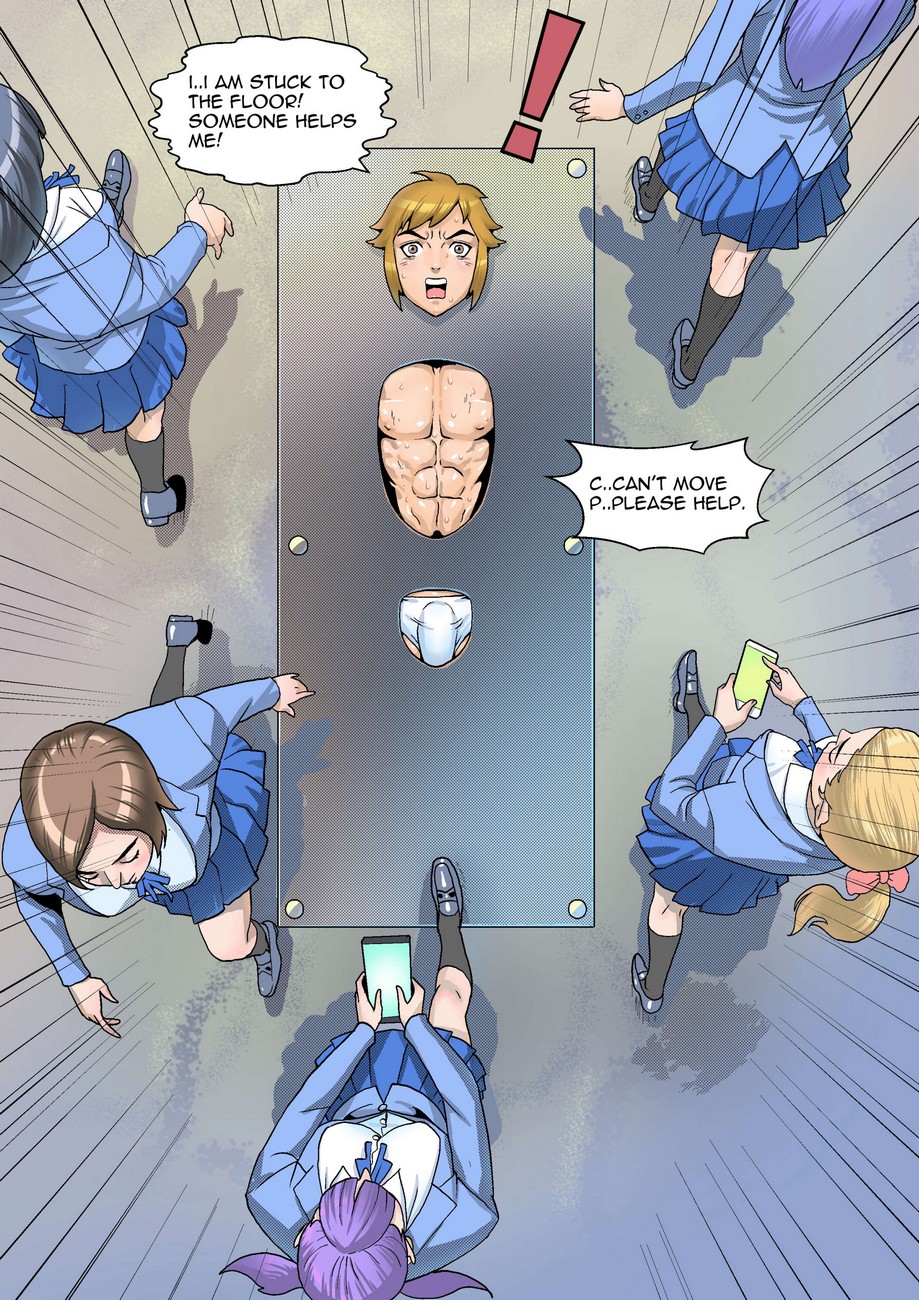 I..I AM STUCK TO
THE FLOOR!
SOMEONE HELPS
ME!
!
C..CAN'T MOVE
P..PLEASE HELP.